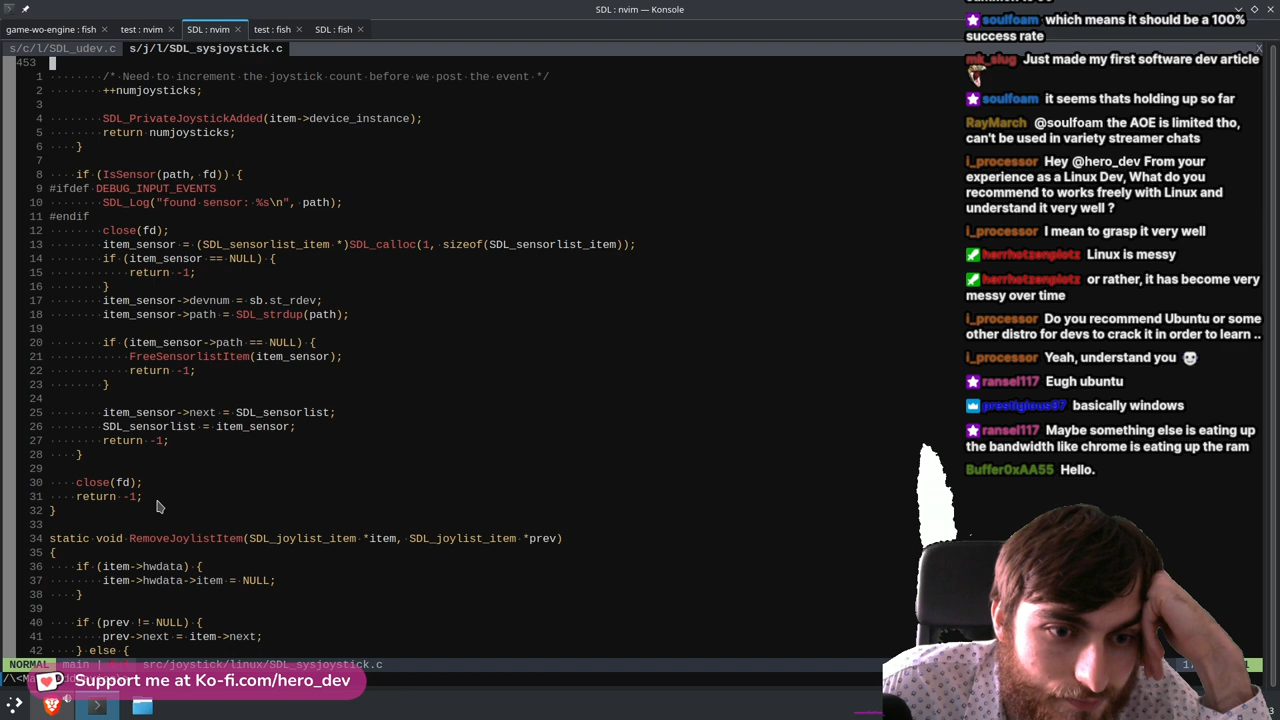 SDL : nvim — Konsole
game-wo-engine : fish
test : nvim
SDL : nvim
test : fish
SDL : fish
s/c/l/SDL_udev.c s/j/l/SDL_sysjoystick.c
X
453
1 /* Need to increment the joystick count before we post the event */
2 ++numjoysticks;
3
4 SDL_PrivateJoystickAdded(item->device_instance);
5 return numjoysticks;
6 }
7
8 if (IsSensor(path, fd)) {
9 #ifdef DEBUG_INPUT_EVENTS
10 SDL_Log("found sensor: %s\n", path);
11 #endif
12 close(fd);
13 item_sensor = (SDL_sensorlist_item *)SDL_calloc(1, sizeof(SDL_sensorlist_item));
14 if (item_sensor == NULL) {
15 return -1;
16 }
17 item_sensor->devnum = sb.st_rdev;
18 item_sensor->path = SDL_strdup(path);
19
20 if (item_sensor->path == NULL) {
21 FreeSensorlistItem(item_sensor);
22 return -1;
23 }
24
25 item_sensor->next = SDL_sensorlist;
26 SDL_sensorlist = item_sensor;
27 return -1;
28 }
29
30 close(fd);
31 return -1;
32 }
33
34 static void RemoveJoylistItem(SDL_joylist_item *item, SDL_joylist_item *prev)
35 {
36 if (item->hwdata) {
37 item->hwdata->item = NULL;
38 }
39
40 if (prev != NULL) {
41 prev->next = item->next;
42 } else {
NORMAL main | src/joystick/linux/SDL_sysjoystick.c
Support me at Ko-fi.com/hero_dev
soulfoam which means it should be a 100%
success rate
mk_slug Just made my first software dev article
soulfoam it seems thats holding up so far
RayMarch @soulfoam the AOE is limited tho,
can't be used in variety streamer chats
i_processor Hey @hero_dev From your
experience as a Linux Dev, What do you
recommend to works freely with Linux and
understand it very well ?
i_processor I mean to grasp it very well
herrhotzenplotz Linux is messy
herrhotzenplotz or rather, it has become very
messy over time
i_processor Do you recommend Ubuntu or some
other distro for devs to crack it in order to learn ..
i_processor Yeah, understand you
ransel117 Eugh ubuntu
prestigious97 basically windows
ransel117 Maybe something else is eating up
the bandwidth like chrome is eating up the ram
Buffer0xAA55 Hello.